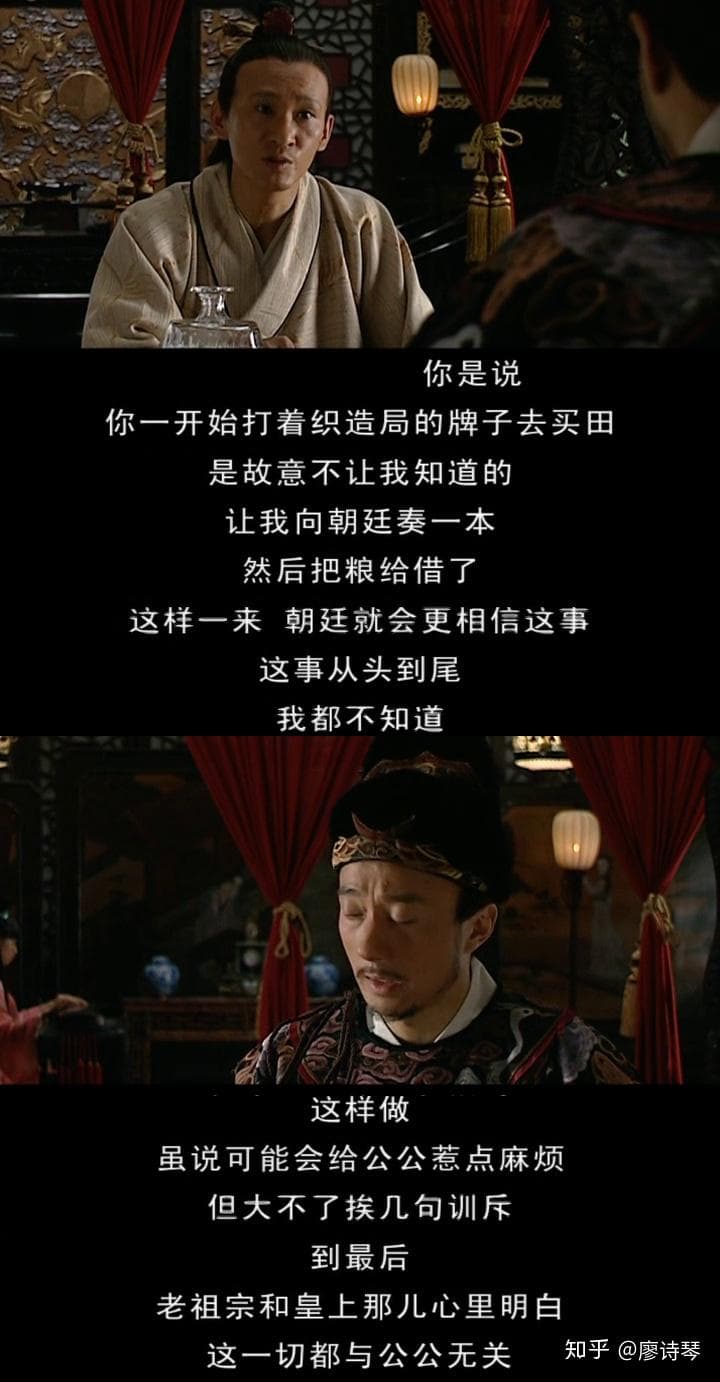 你是说
你一开始打着织造局的牌子去买田
是故意不让我知道的
让我向朝廷奏一本
然后把粮给借了
这样一来 朝廷就会更相信这事
这事从头到尾
我都不知道
这样做
虽说可能会给公公惹点麻烦
但大不了挨几句训斥
到最后
老祖宗和皇上那儿心里明白
这一切都与公公无关
知乎 @廖诗琴